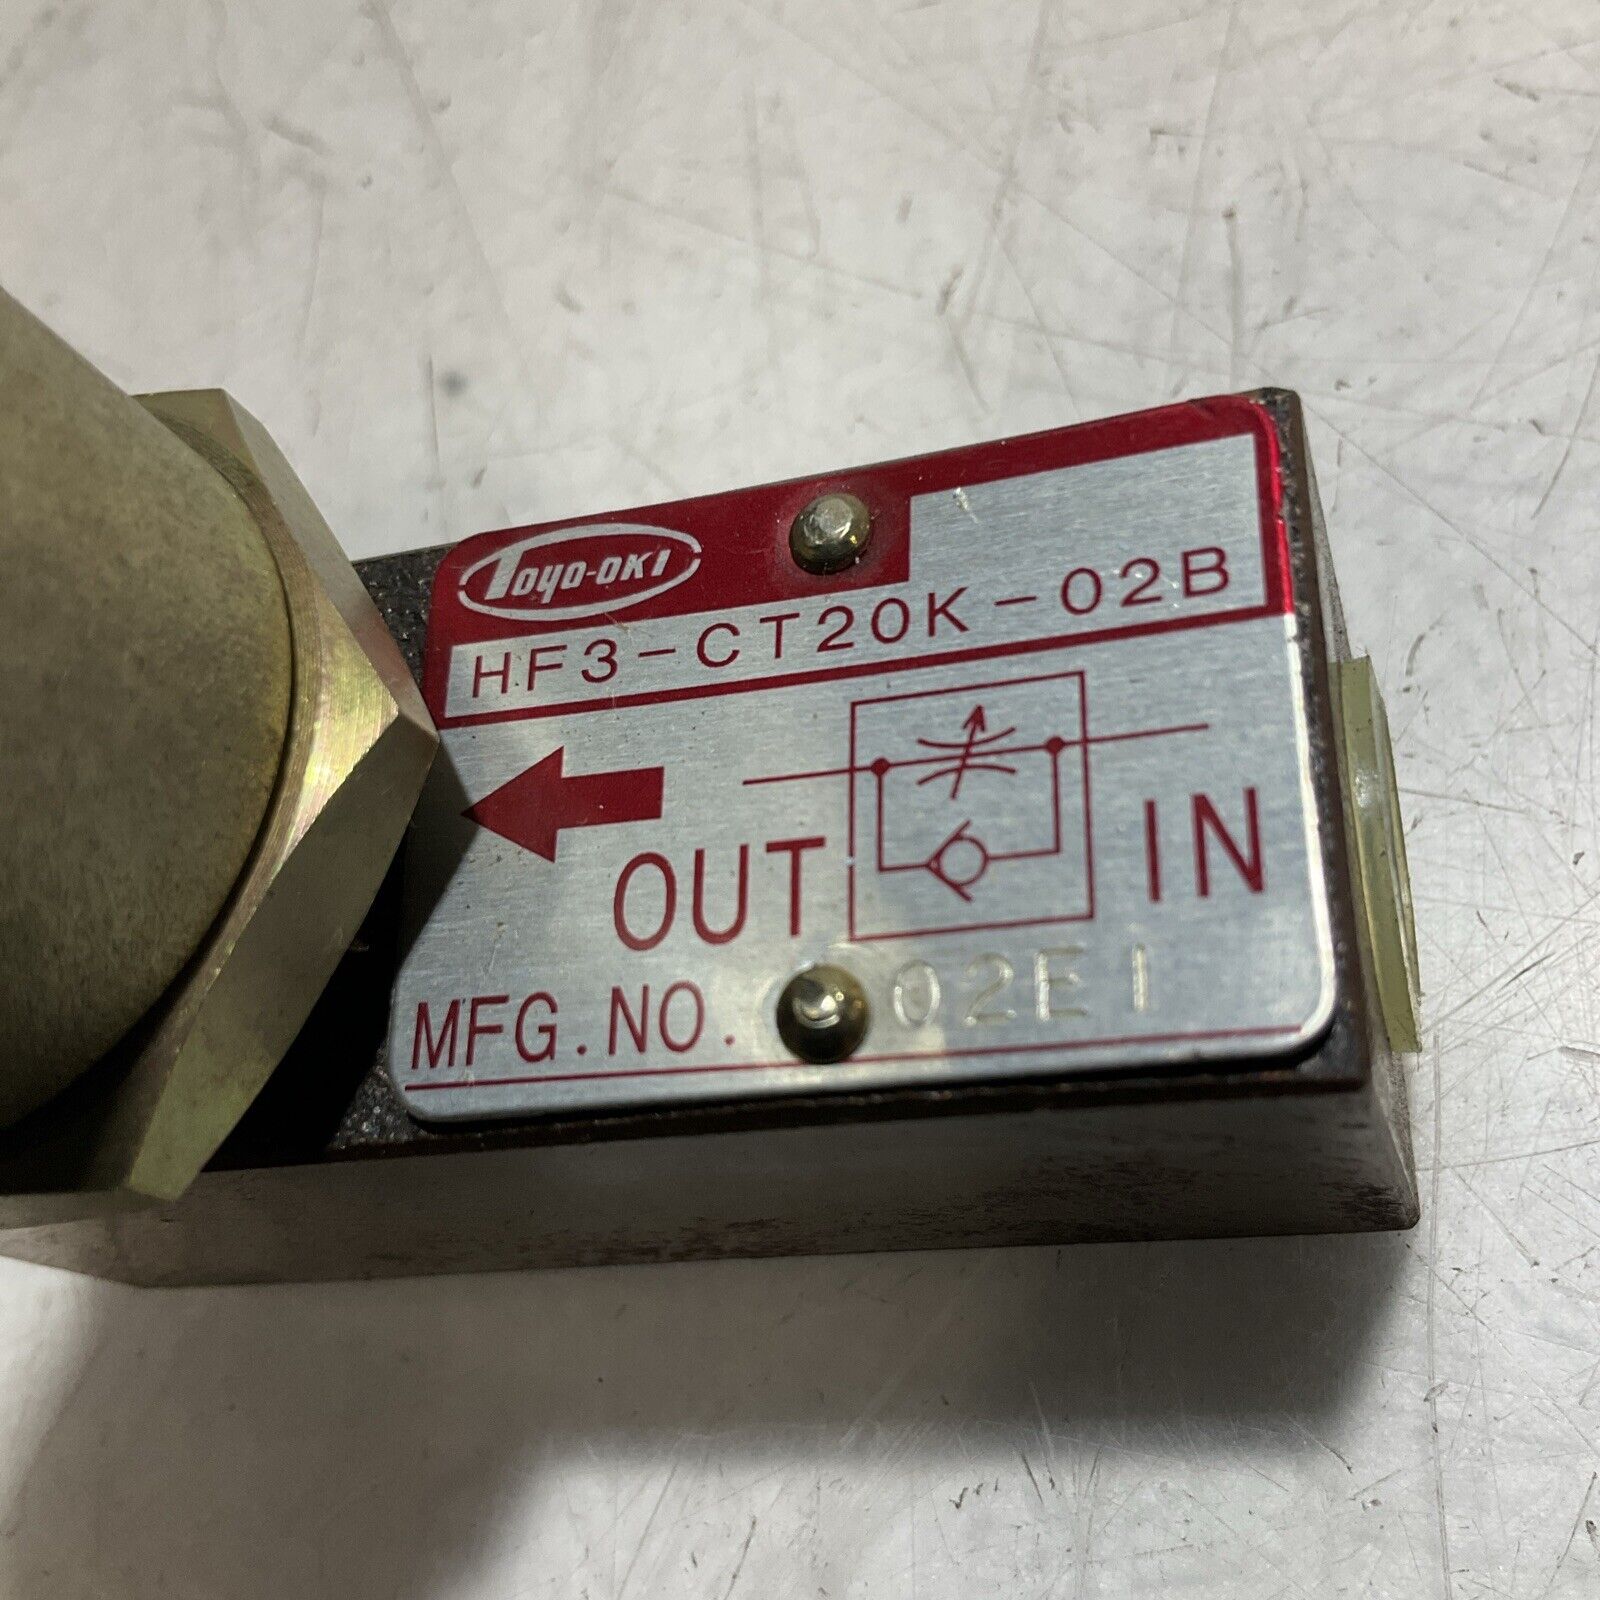 TOYO-OKI
HF3-CT20K-02B
OUT
IN
MFG.NO. 02E1